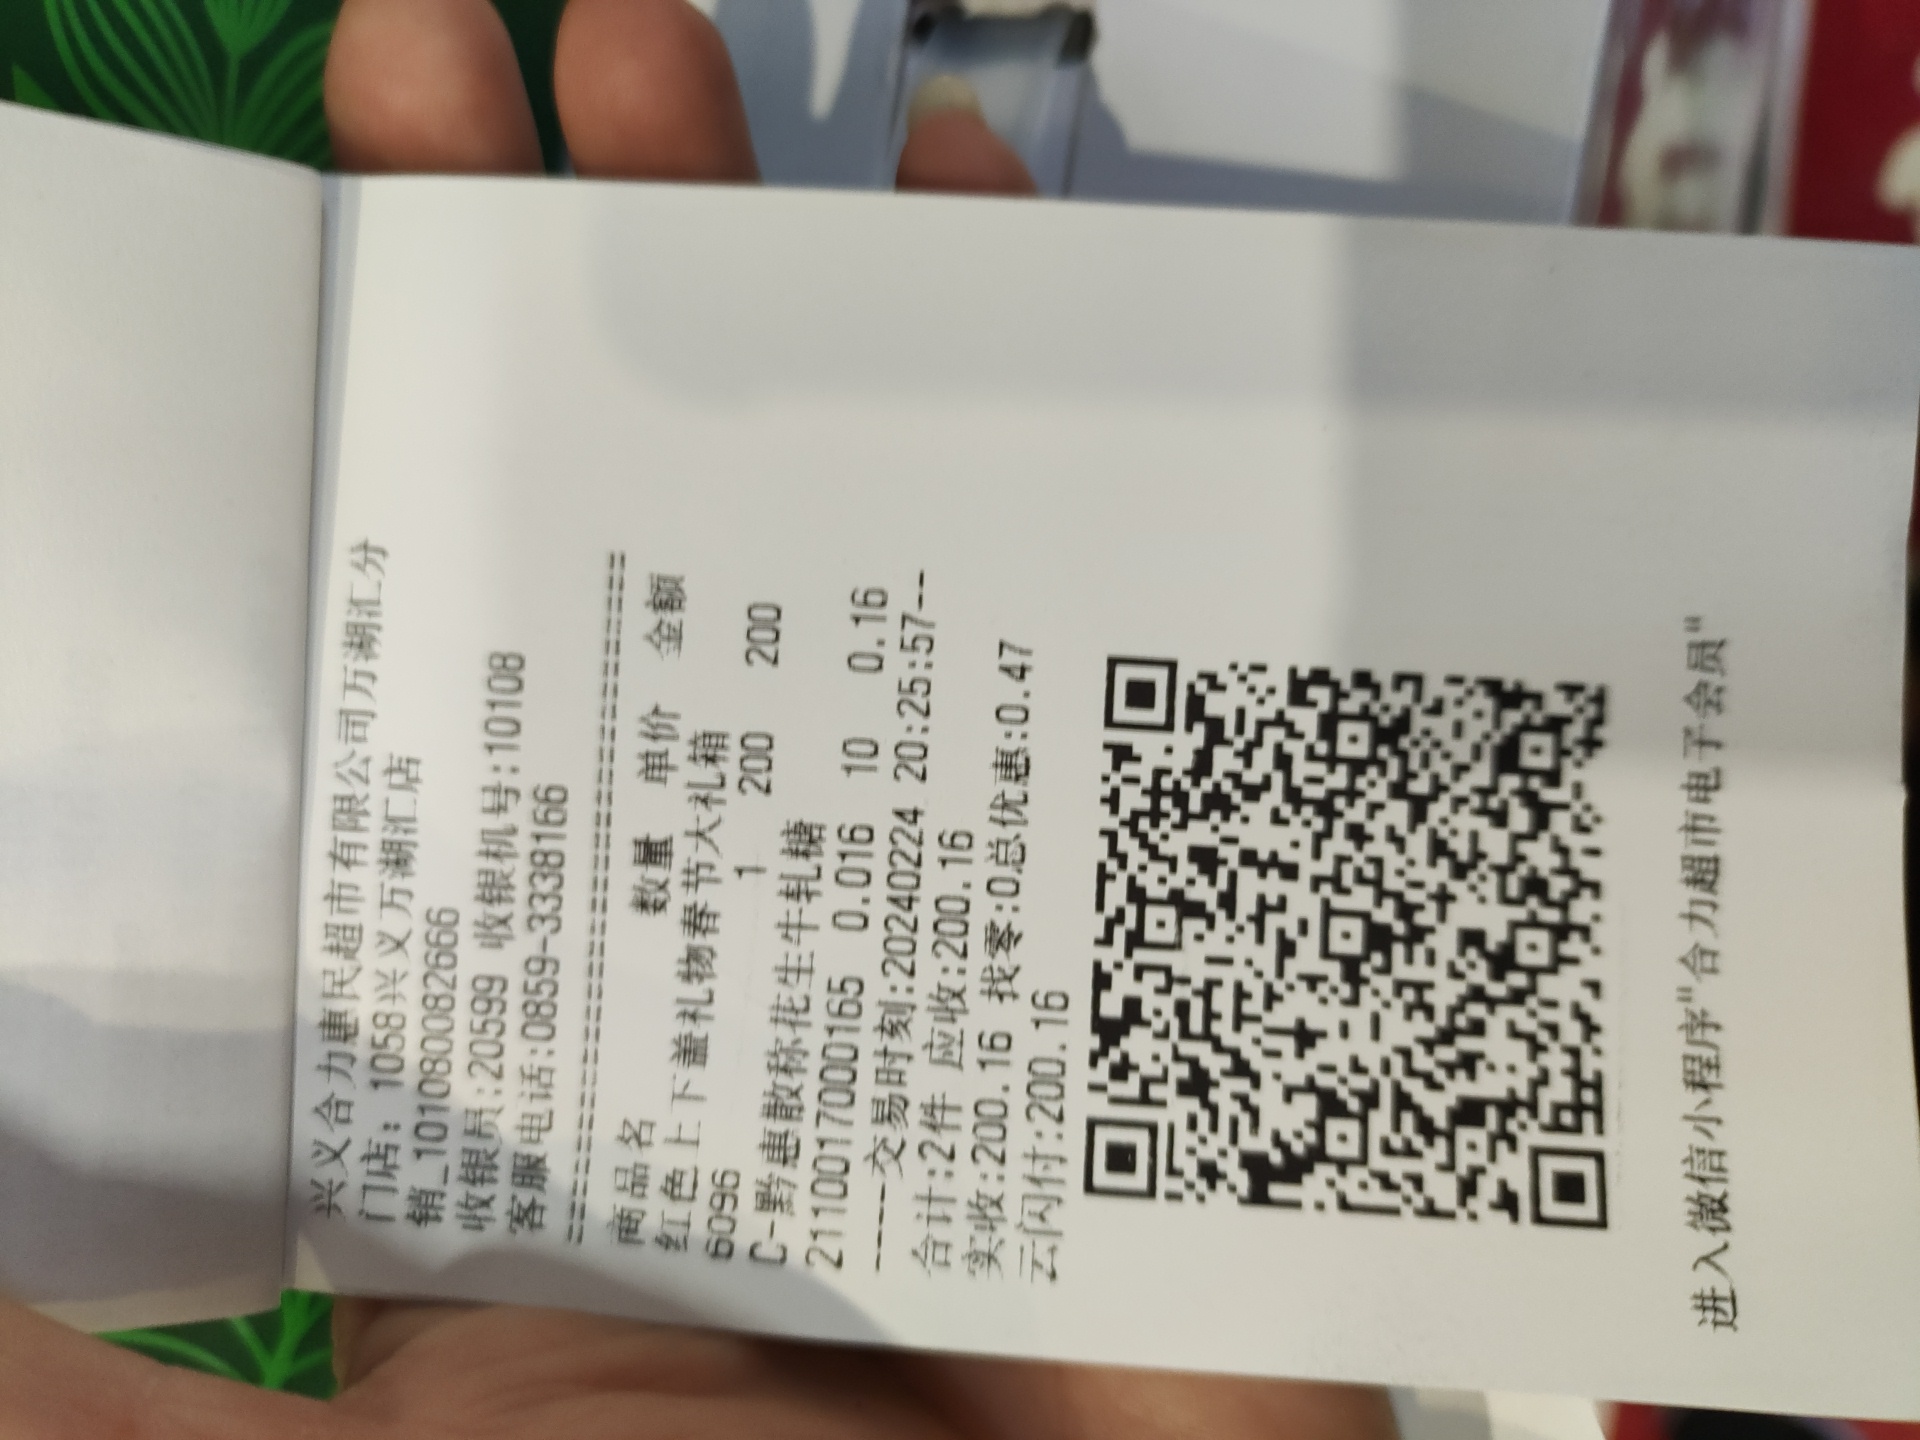 兴义合力惠民超市有限公司万湖汇分
门店: 1058兴义万湖汇店
销_1010800082666
收银员:20599 收银机号:10108
客服电话:0859-3338166
================================
商品名 数量 单价 金额
红色上下盖礼物春节大礼箱
6096 1 200 200
C-黔惠散称花生牛轧糖
2110017000165 0.016 10 0.16
-----交易时刻:20240224 20:25:57---
合计:2件 应收:200.16
实收:200.16 找零:0总优惠:0.47
云闪付:200.16
进入微信小程序"合力超市电子会员"